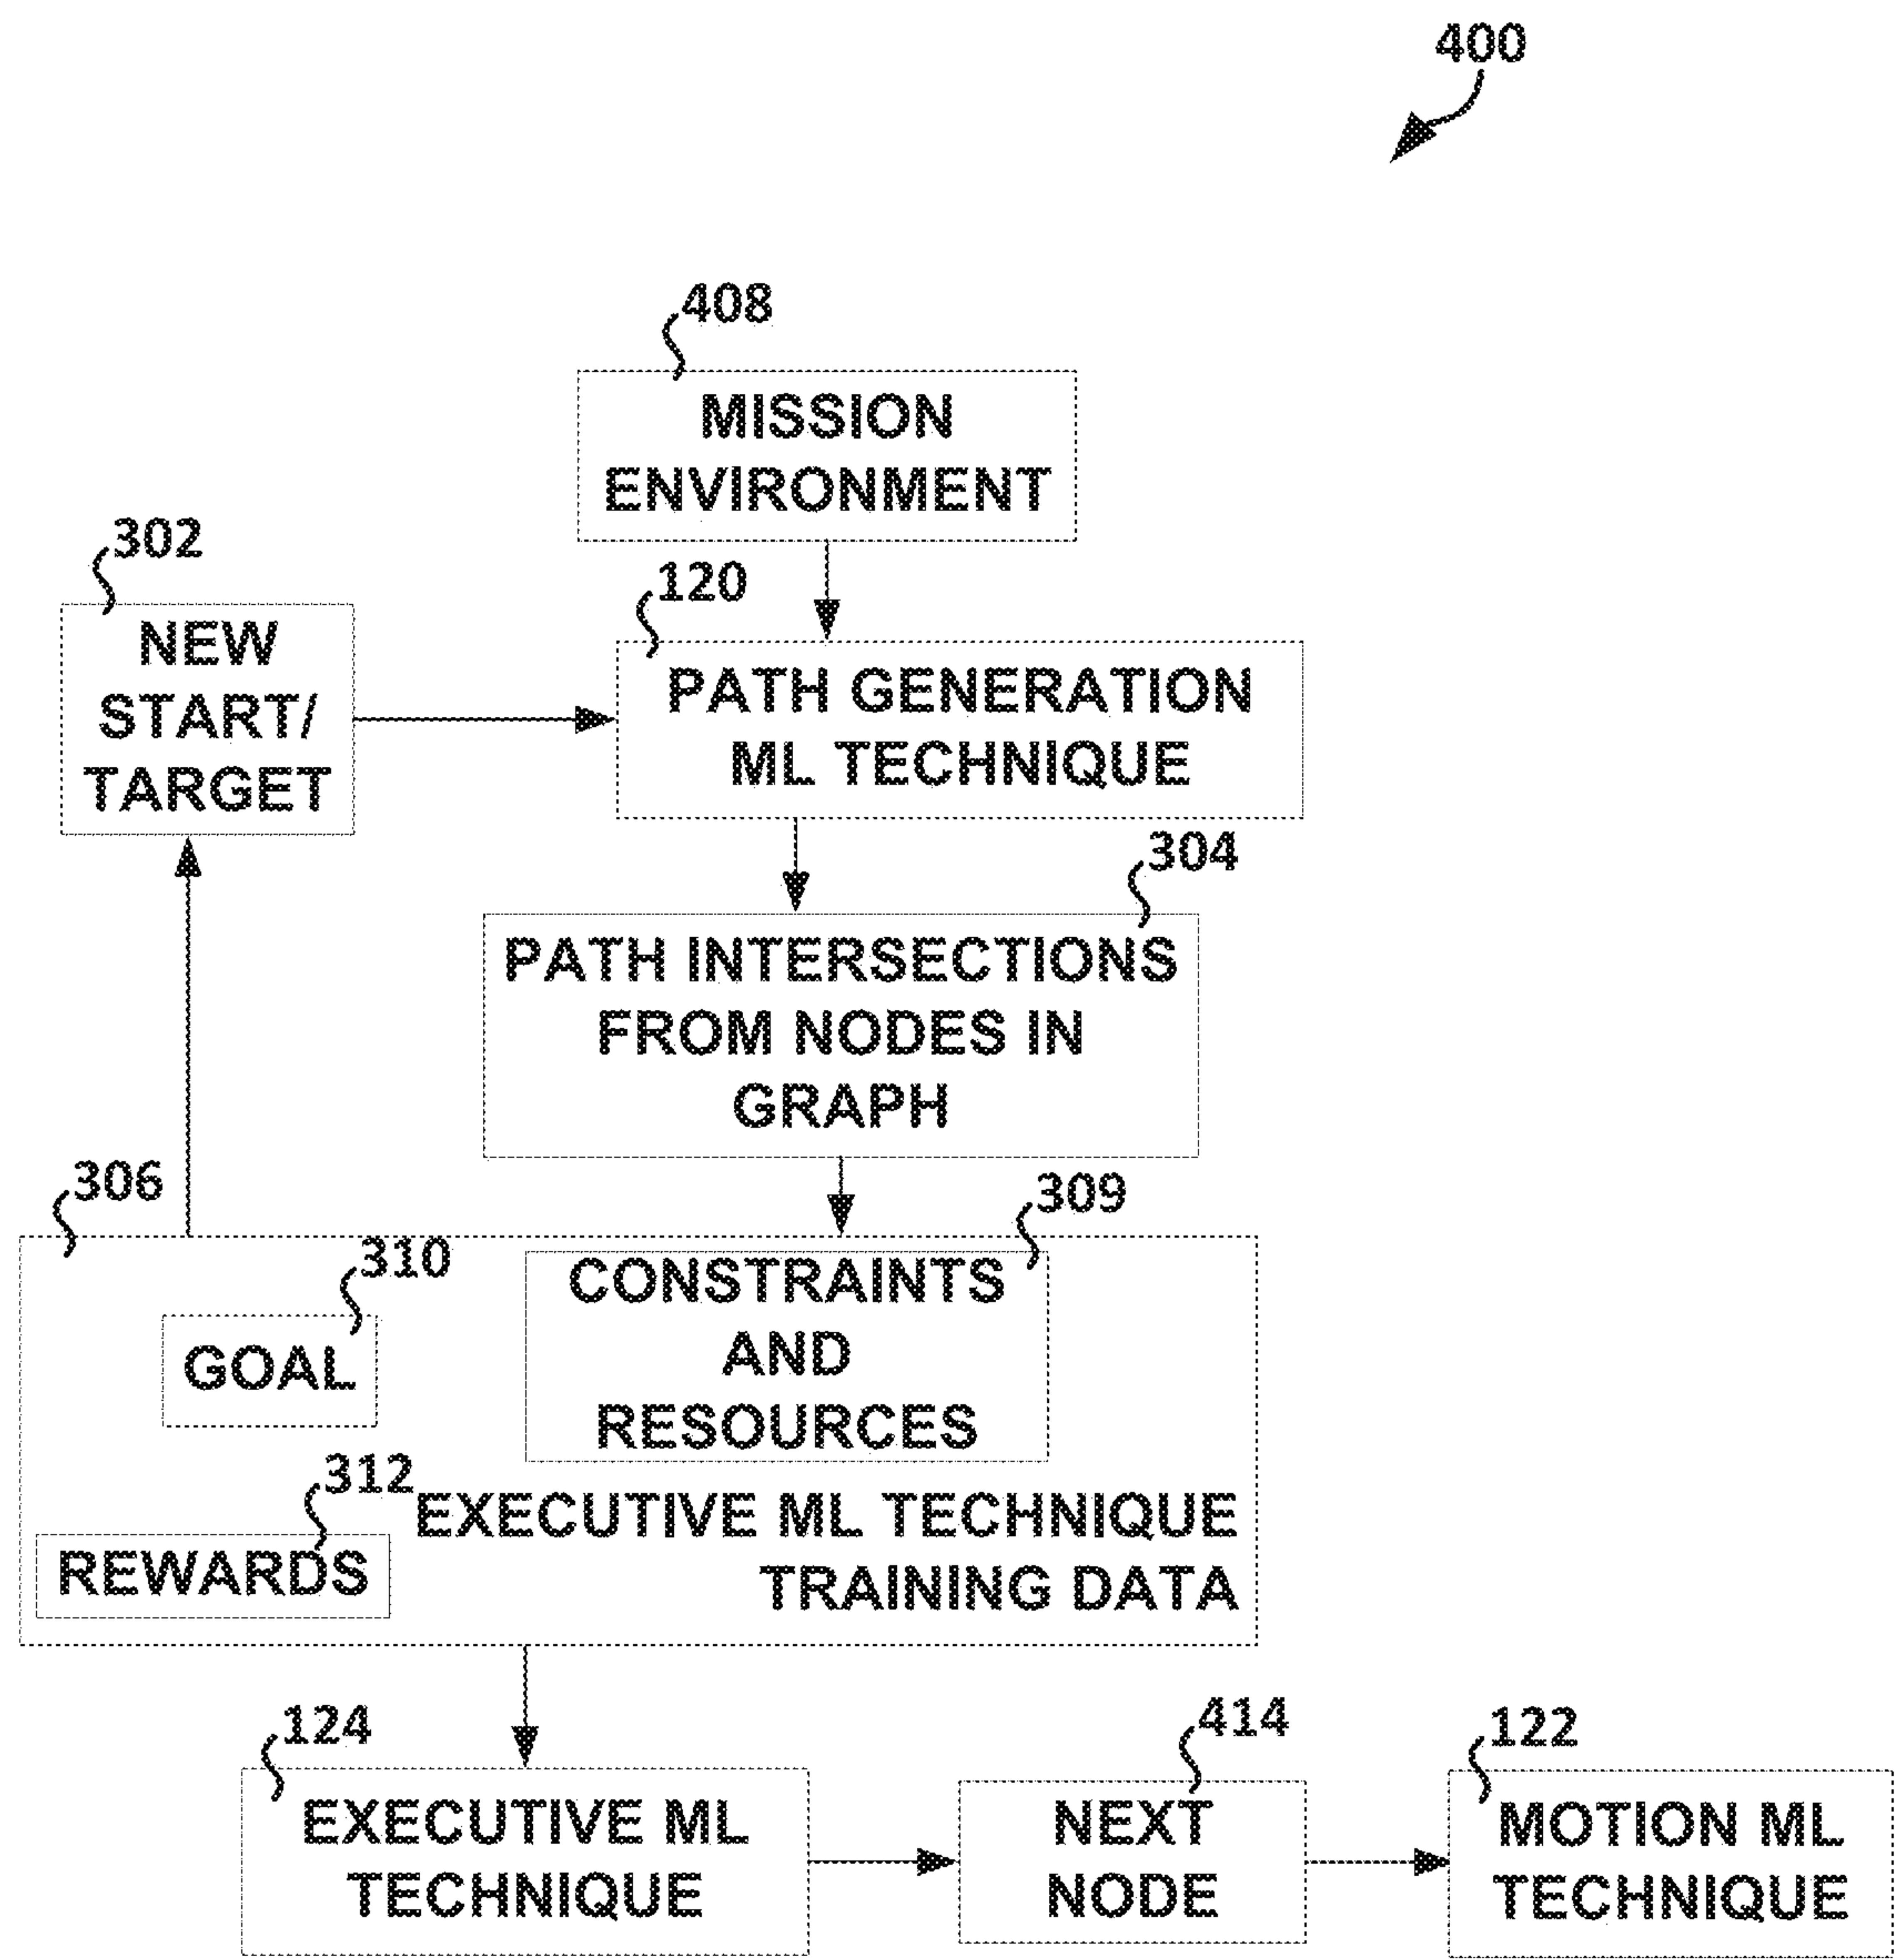 400
408
MISSION
ENVIRONMENT
302
NEW
START/
TARGET
120
PATH GENERATION
ML TECHNIQUE
304
PATH INTERSECTIONS
FROM NODES IN
GRAPH
306
310
GOAL
309
CONSTRAINTS
AND
RESOURCES
312
REWARDS
EXECUTIVE ML TECHNIQUE
TRAINING DATA
124
EXECUTIVE ML
TECHNIQUE
414
NEXT
NODE
122
MOTION ML
TECHNIQUE